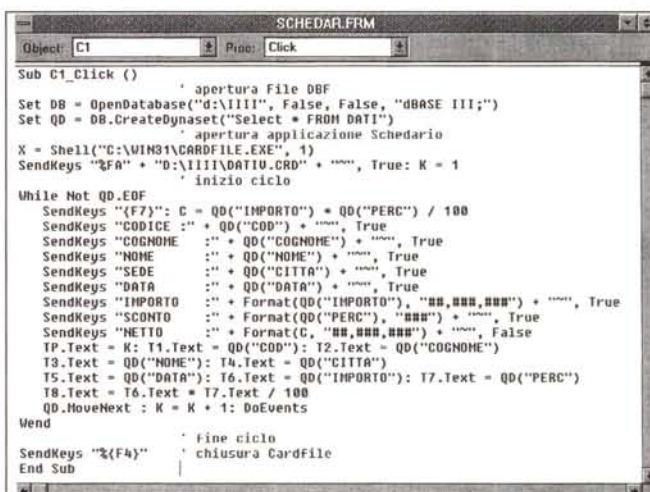 SCHEDAR.FRM
Object: C1 Proc: Click
Sub C1_Click ()
' apertura File DBF
Set DB = OpenDatabase("d:\IIII", False, False, "dBASE III;")
Set QD = DB.CreateDynaset("Select * FROM DATI")
' apertura applicazione Schedario
X = Shell("C:\WIN31\CARDFILE.EXE", 1)
SendKeys "%FA" + "D:\IIII\DATIV.CRD" + "~", True: K = 1
' inizio ciclo
While Not QD.EOF
SendKeys "{F7}": C = QD("IMPORTO") * QD("PERC") / 100
SendKeys "CODICE :" + QD("COD") + "~", True
SendKeys "COGNOME :" + QD("COGNOME") + "~", True
SendKeys "NOME :" + QD("NOME") + "~", True
SendKeys "SEDE :" + QD("CITTA") + "~", True
SendKeys "DATA :" + QD("DATA") + "~", True
SendKeys "IMPORTO :" + Format(QD("IMPORTO"), "##,###,###") + "~", True
SendKeys "SCONTO :" + Format(QD("PERC"), "###") + "~", True
SendKeys "NETTO :" + Format(C, "##,###,###") + "~", False
TP.Text = K: T1.Text = QD("COD"): T2.Text = QD("COGNOME")
T3.Text = QD("NOME"): T4.Text = QD("CITTA")
T5.Text = QD("DATA"): T6.Text = QD("IMPORTO"): T7.Text = QD("PERC")
T8.Text = T6.Text * T7.Text / 100
QD.MoveNext : K = K + 1: DoEvents
Wend
' fine ciclo
SendKeys "%{F4}" ' chiusura Cardfile
End Sub